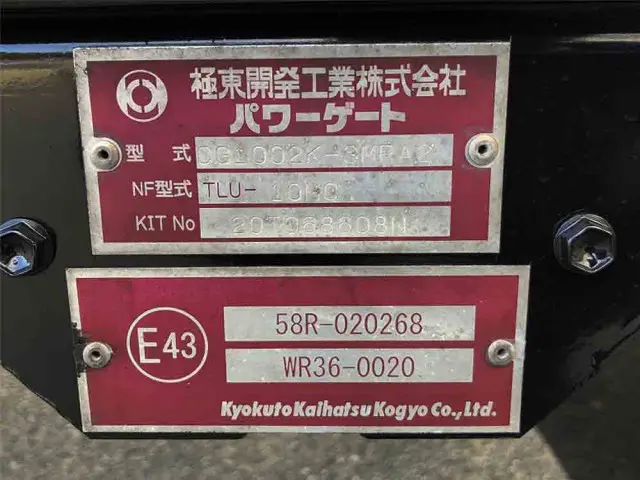 極東開発工業株式会社
パワーゲート
型 式
NF型式 TLU-
KIT No
E43
58R-020268
WR36-0020
Kyokuto Kaihatsu Kogyo Co., Ltd.